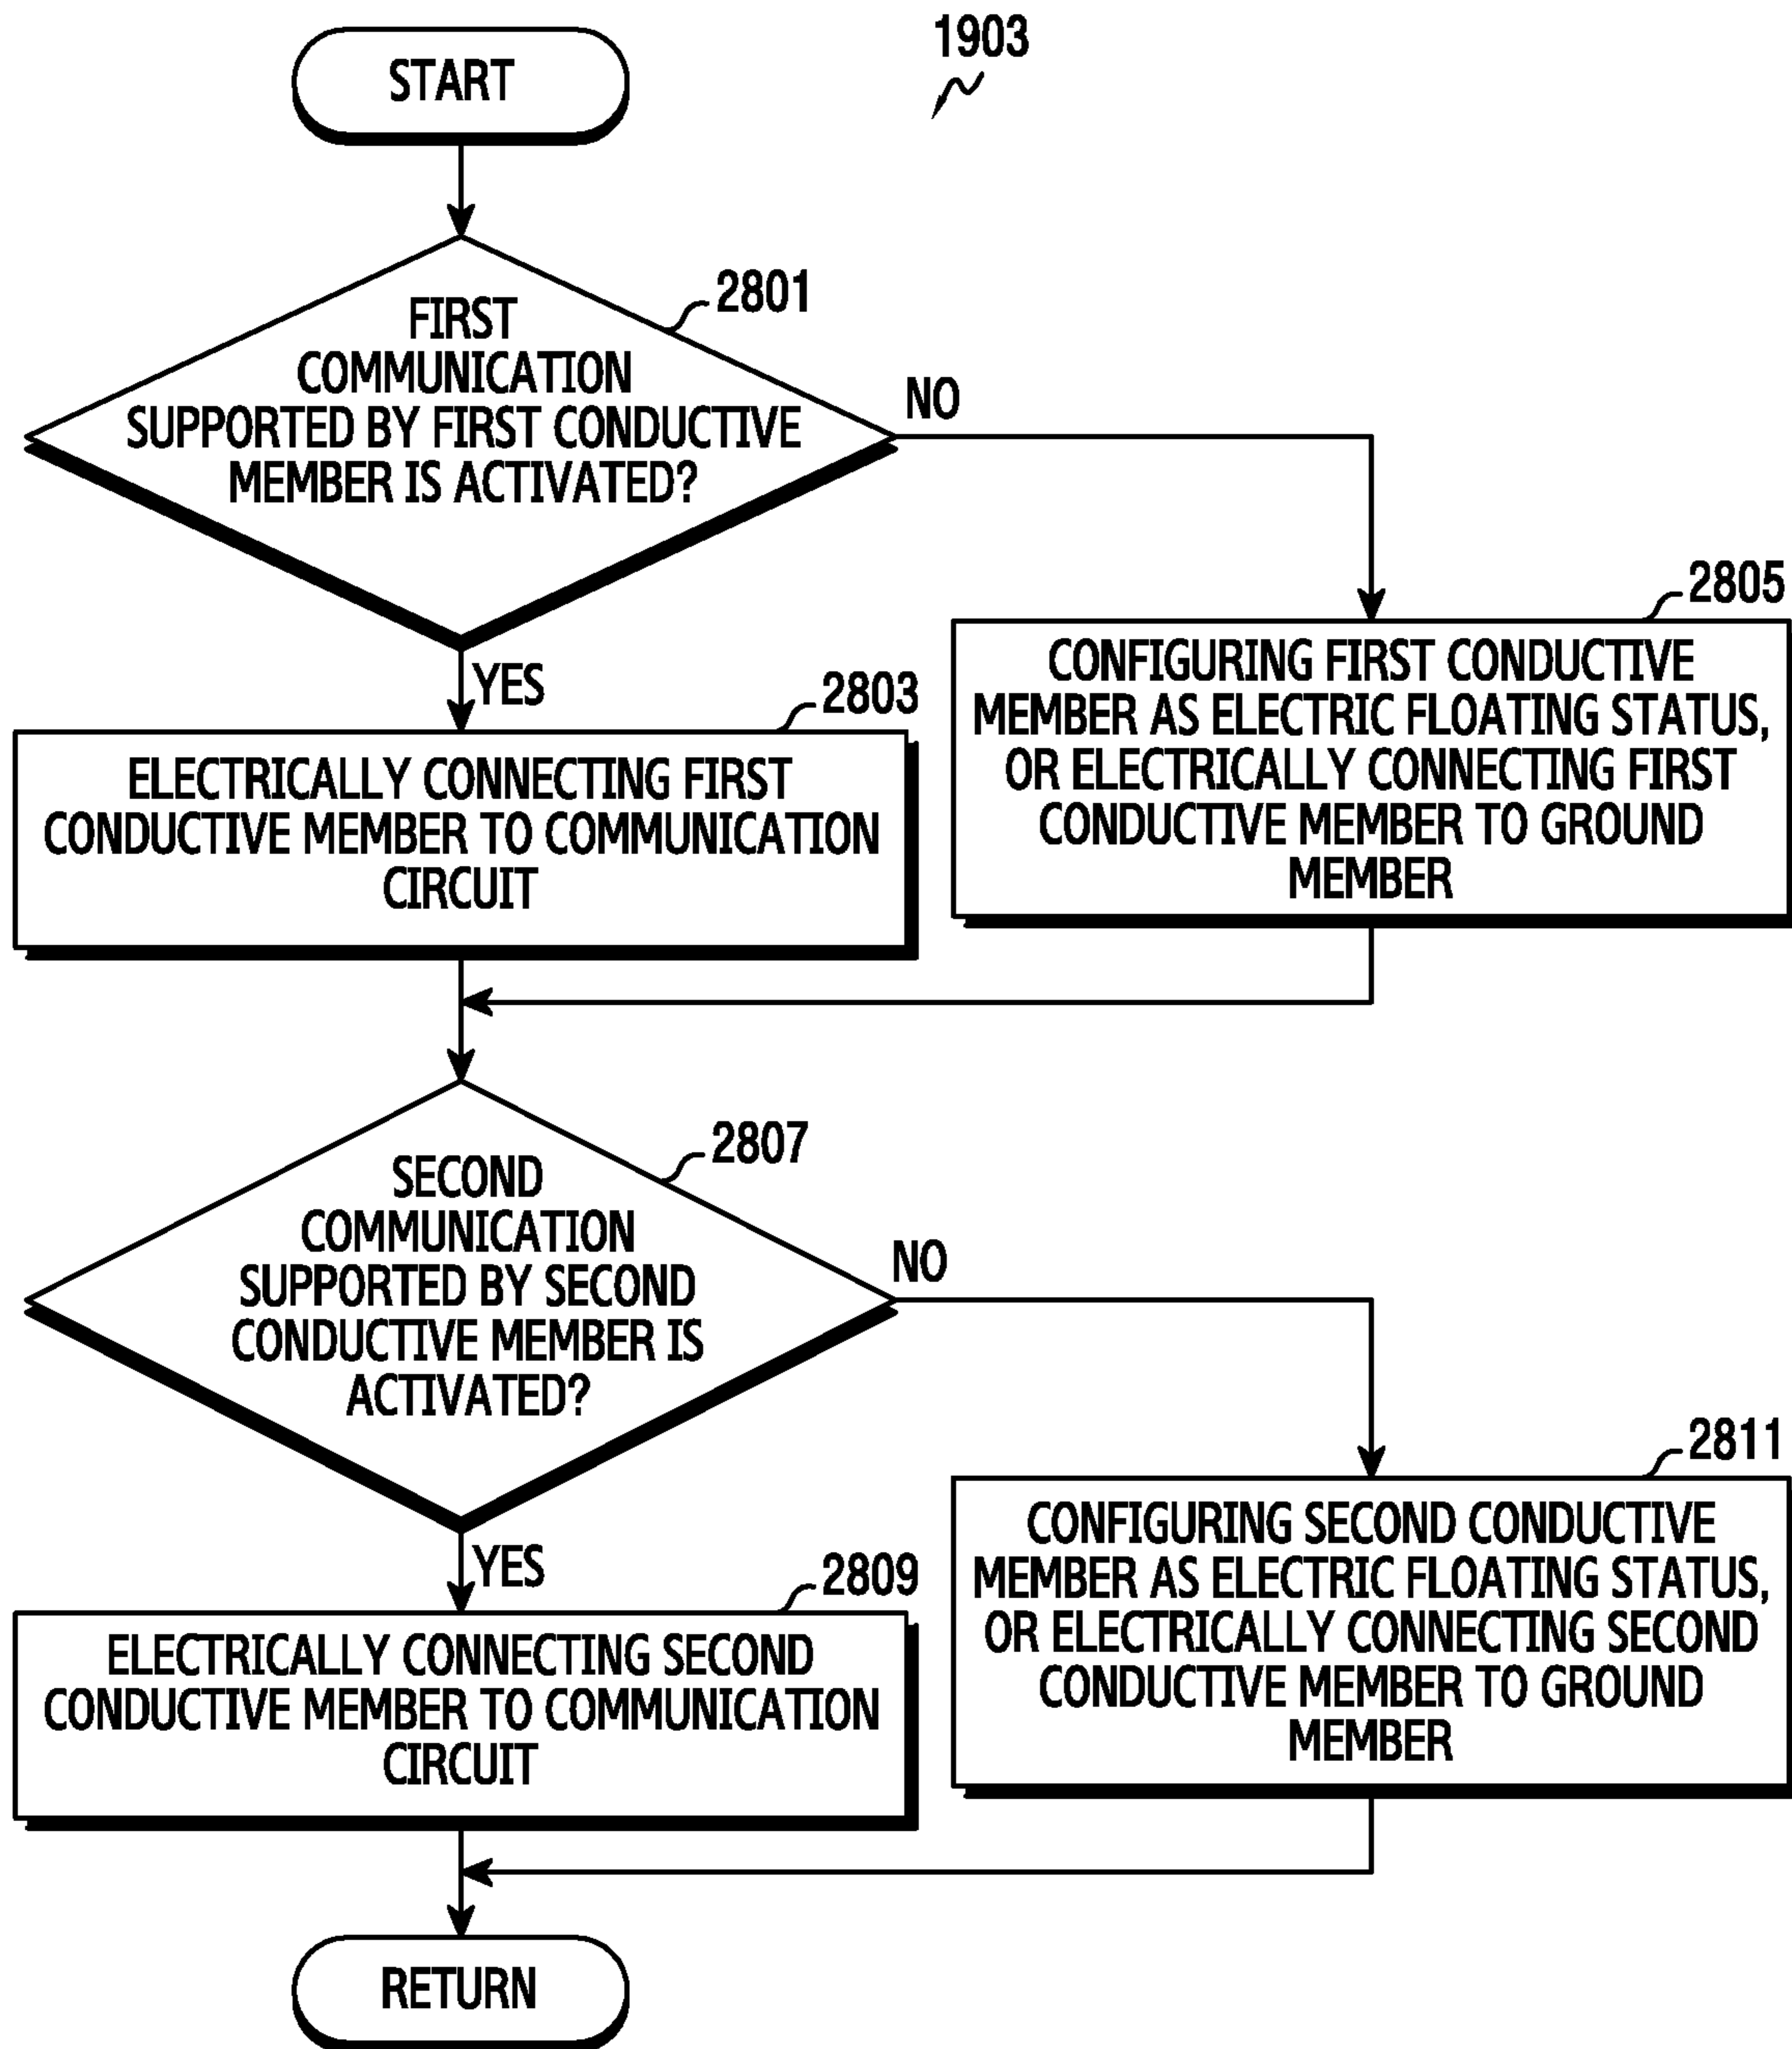 START
1903
2801
FIRST
COMMUNICATION
SUPPORTED BY FIRST CONDUCTIVE
MEMBER IS ACTIVATED?
NO
YES
2803
ELECTRICALLY CONNECTING FIRST
CONDUCTIVE MEMBER TO COMMUNICATION
CIRCUIT
2805
CONFIGURING FIRST CONDUCTIVE
MEMBER AS ELECTRIC FLOATING STATUS,
OR ELECTRICALLY CONNECTING FIRST
CONDUCTIVE MEMBER TO GROUND
MEMBER
2807
SECOND
COMMUNICATION
SUPPORTED BY SECOND
CONDUCTIVE MEMBER IS
ACTIVATED?
NO
YES
2809
ELECTRICALLY CONNECTING SECOND
CONDUCTIVE MEMBER TO COMMUNICATION
CIRCUIT
2811
CONFIGURING SECOND CONDUCTIVE
MEMBER AS ELECTRIC FLOATING STATUS,
OR ELECTRICALLY CONNECTING SECOND
CONDUCTIVE MEMBER TO GROUND
MEMBER
RETURN